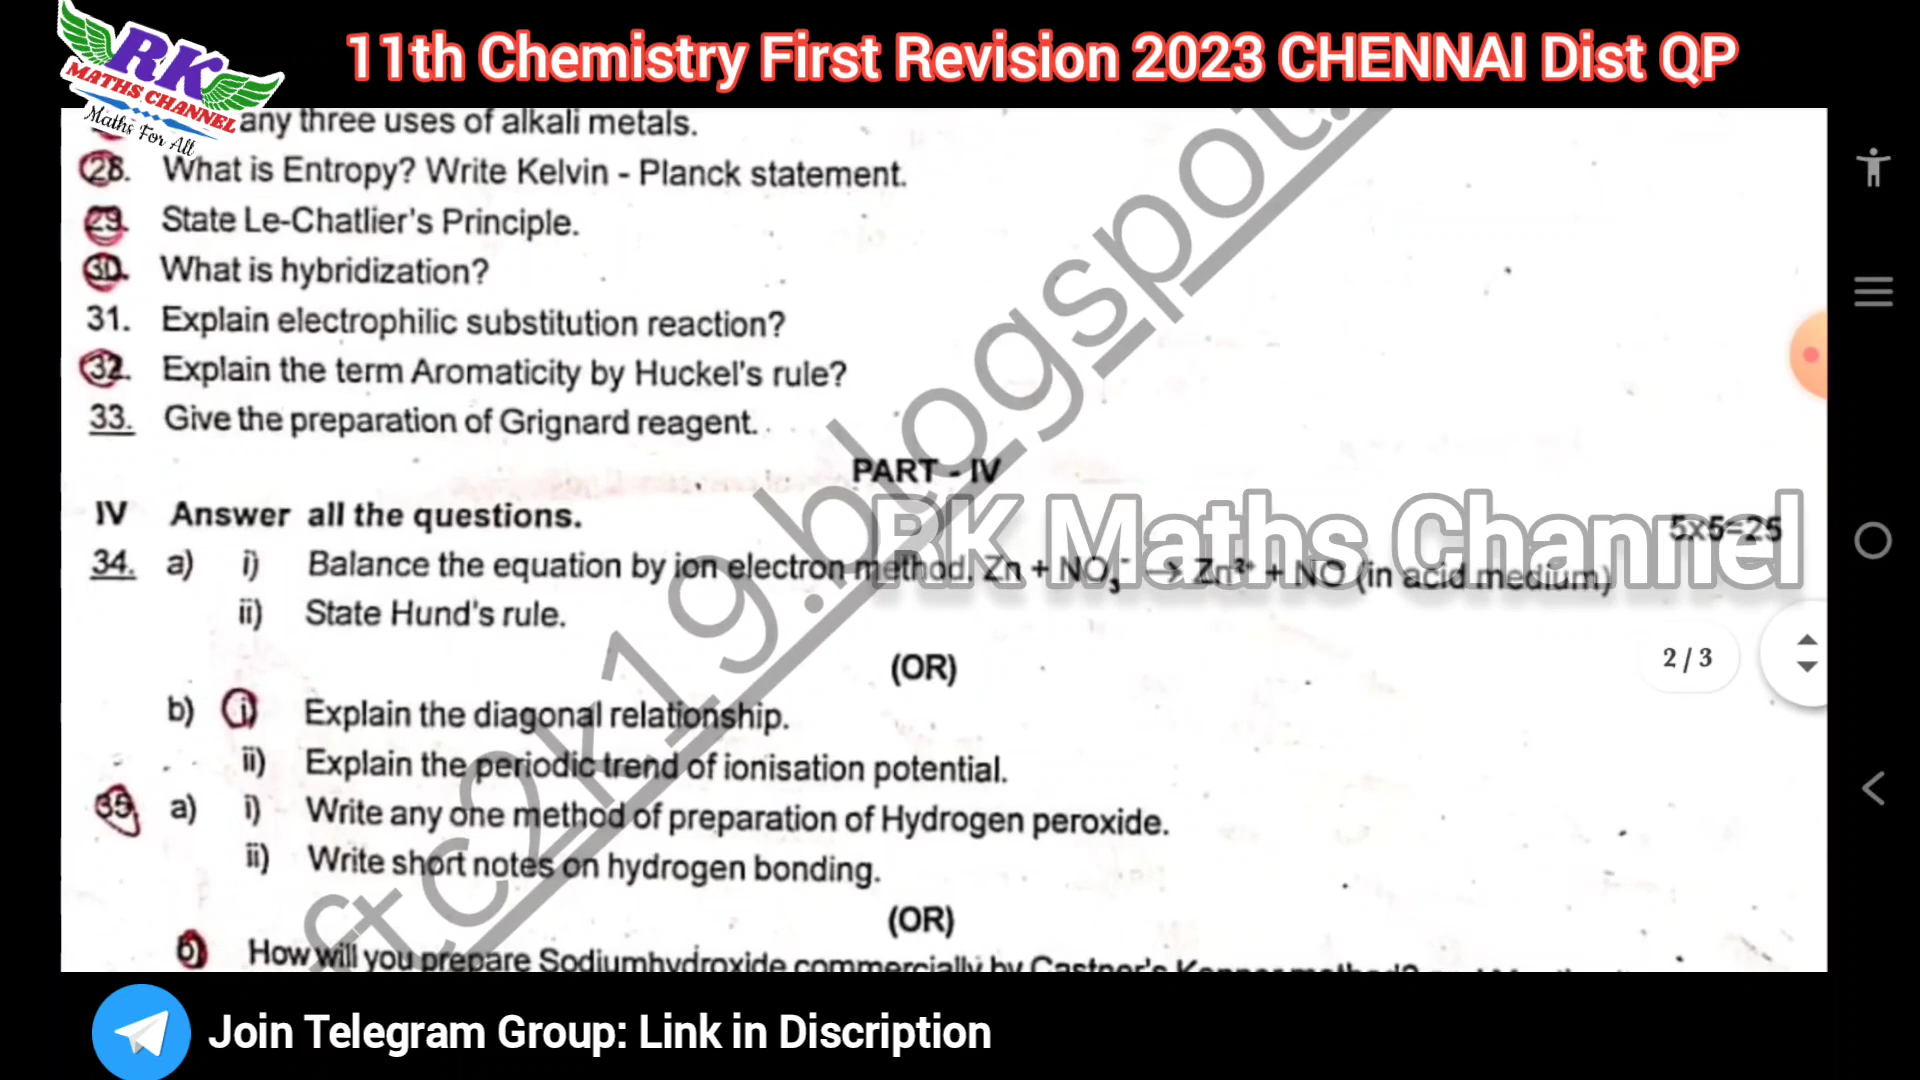 RK
MATHS CHANNEL
Maths For All
11th Chemistry First Revision 2023 CHENNAI Dist QP
any three uses of alkali metals.
28. What is Entropy? Write Kelvin - Planck statement.
29. State Le-Chatlier's Principle.
30. What is hybridization?
31. Explain electrophilic substitution reaction?
32. Explain the term Aromaticity by Huckel's rule?
33. Give the preparation of Grignard reagent.
PART - IV
IV Answer all the questions. 5x5=25
34. a) i) Balance the equation by ion electron method. Zn + NO₃⁻ → Zn²⁺ + NO (in acid medium)
RK Maths Channel
ii) State Hund's rule.
(OR)
2 / 3
b) i) Explain the diagonal relationship.
ii) Explain the periodic trend of ionisation potential.
35. a) i) Write any one method of preparation of Hydrogen peroxide.
ii) Write short notes on hydrogen bonding.
(OR)
b) How will you prepare Sodiumhydroxide commercially by Castner's
ftc2k19.blogspot.
Join Telegram Group: Link in Discription